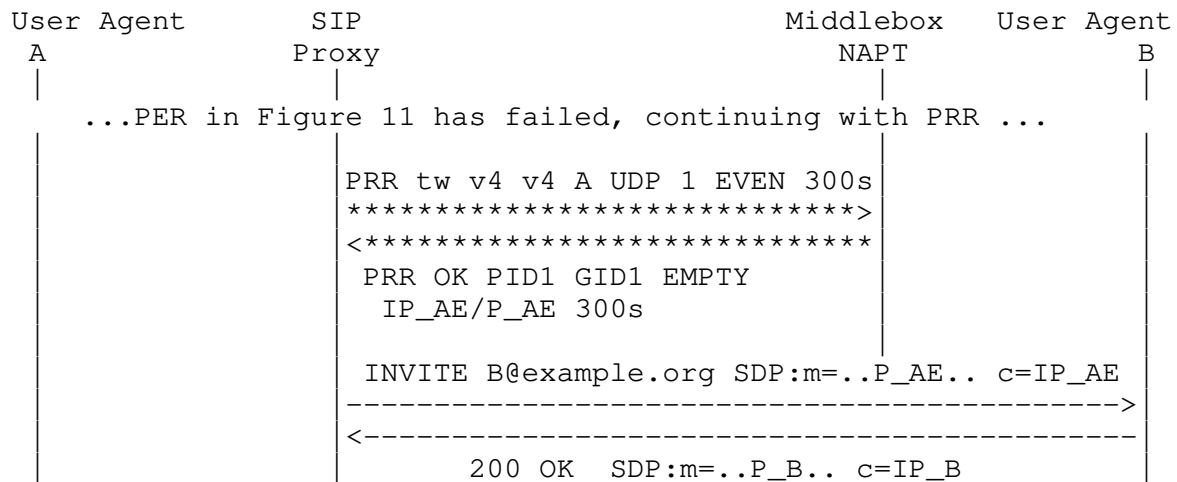 User Agent SIP Middlebox User Agent
A Proxy NAPT B
...PER in Figure 11 has failed, continuing with PRR ...
PRR tw v4 v4 A UDP 1 EVEN 300s
*****************************>
<*****************************
PRR OK PID1 GID1 EMPTY
IP_AE/P_AE 300s
INVITE B@example.org SDP:m=..P_AE.. c=IP_AE
-------------------------------------------->
<--------------------------------------------
200 OK SDP:m=..P_B.. c=IP_B